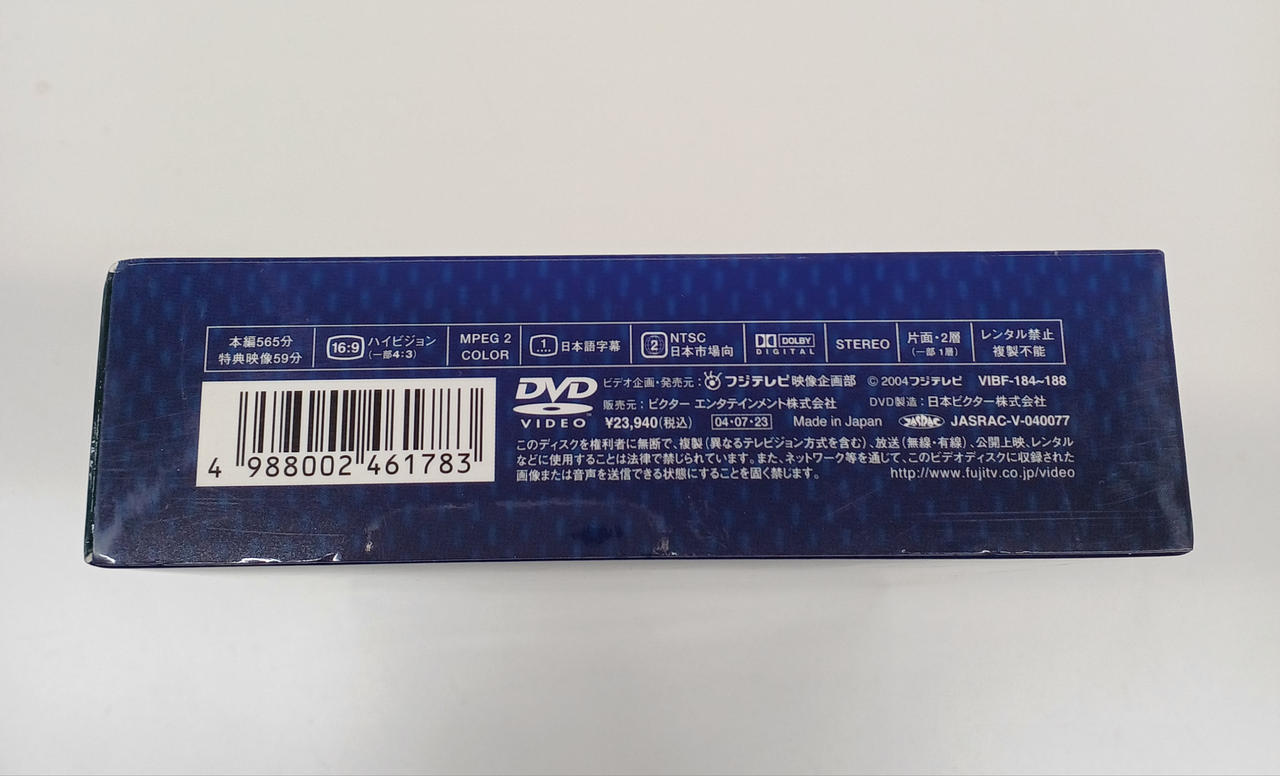 本編565分
特典映像59分
16:9 ハイビジョン
(一部4:3)
MPEG 2
COLOR
1 日本語字幕
2 NTSC
日本市場向
DOLBY
DIGITAL
STEREO
片面・2層
(一部1層)
レンタル禁止
複製不能
4 988002 461783
DVD
VIDEO
ビデオ企画・発売元:フジテレビ映像企画部 © 2004フジテレビ VIBF-184~188
販売元:ビクター エンタテインメント株式会社 DVD製造:日本ビクター株式会社
¥23,940(税込) 04・07・23 Made in Japan JASRAC JASRAC-V-040077
このディスクを権利者に無断で、複製(異なるテレビジョン方式を含む)、放送(無線・有線)、公開上映、レンタル
などに使用することは法律で禁じられています。また、ネットワーク等を通じて、このビデオディスクに収録された
画像または音声を送信できる状態にすることを固く禁じます。 http://www.fujitv.co.jp/video